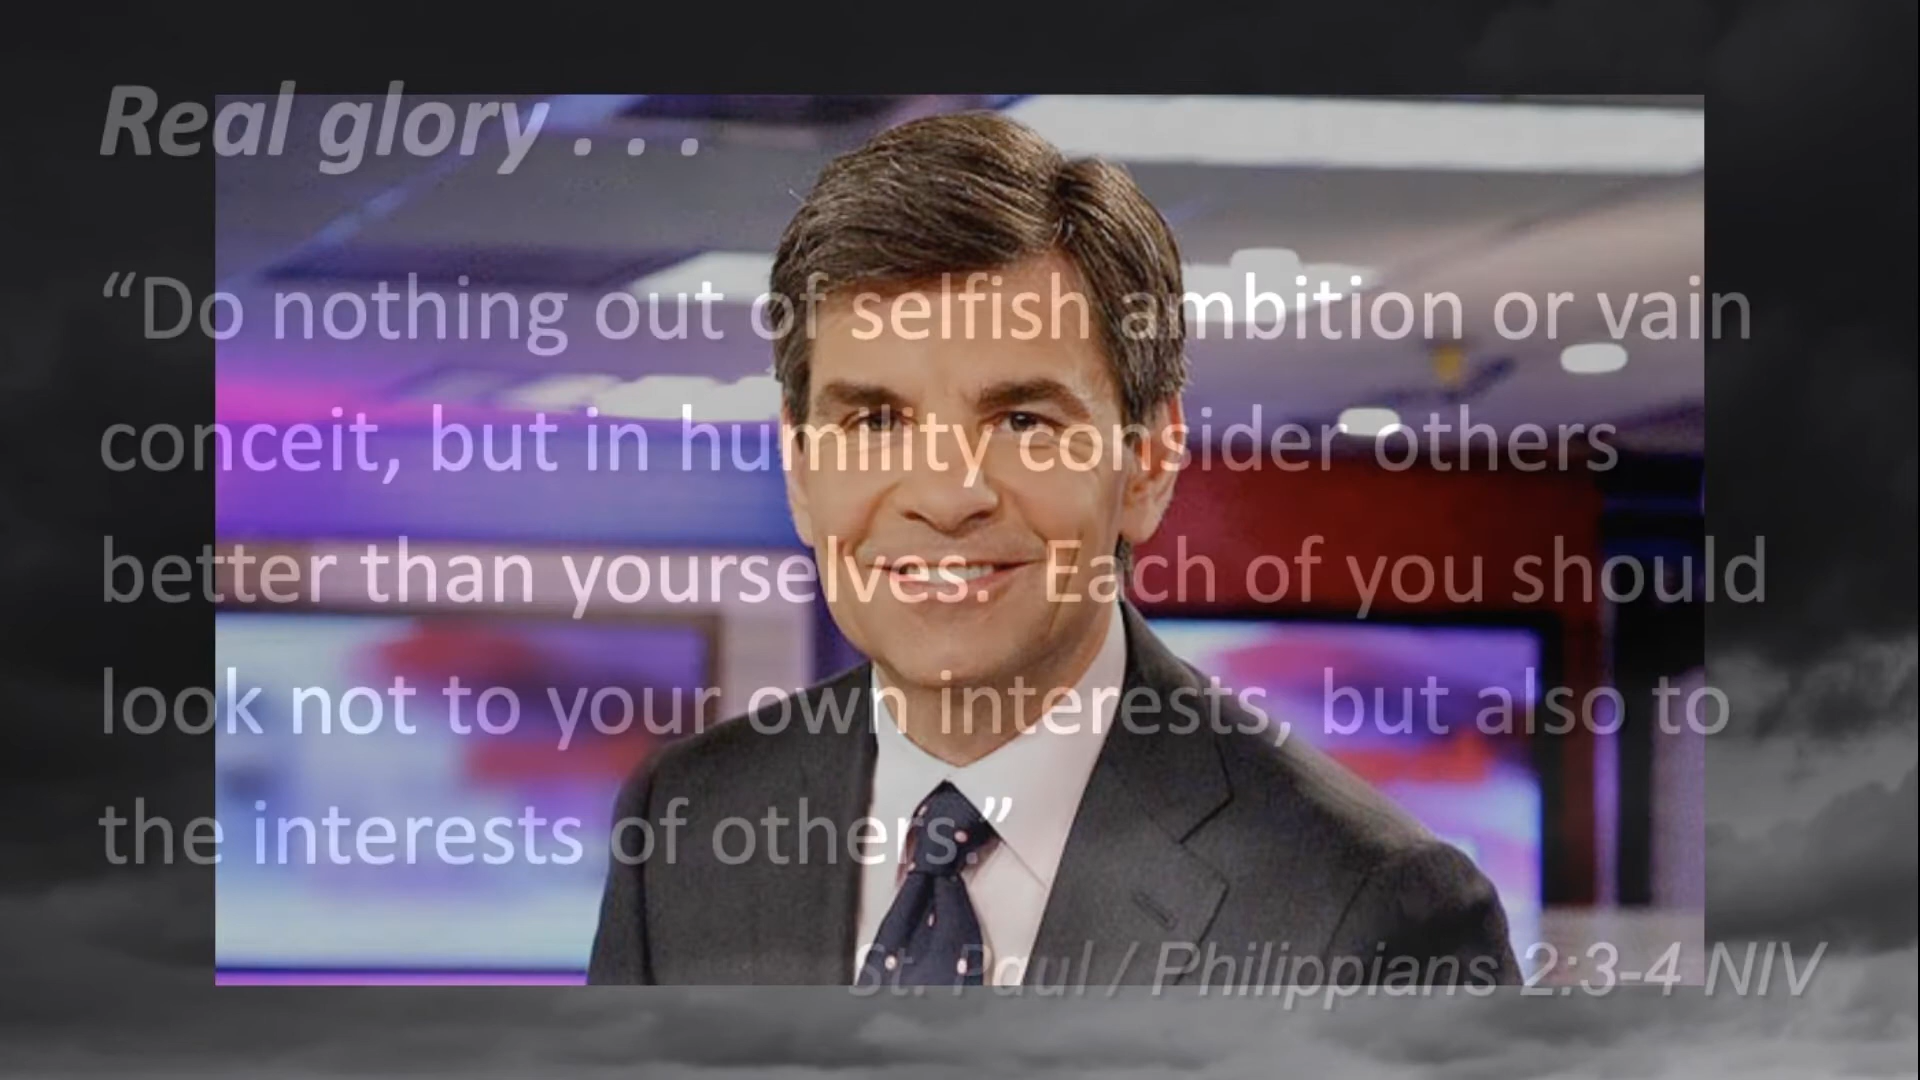 Real glory . . .
“Do nothing out of selfish ambition or vain
conceit, but in humility consider others
better than yourselves.  Each of you should
look not to your own interests, but also to
the interests of others.”
St. Paul / Philippians 2:3-4 NIV